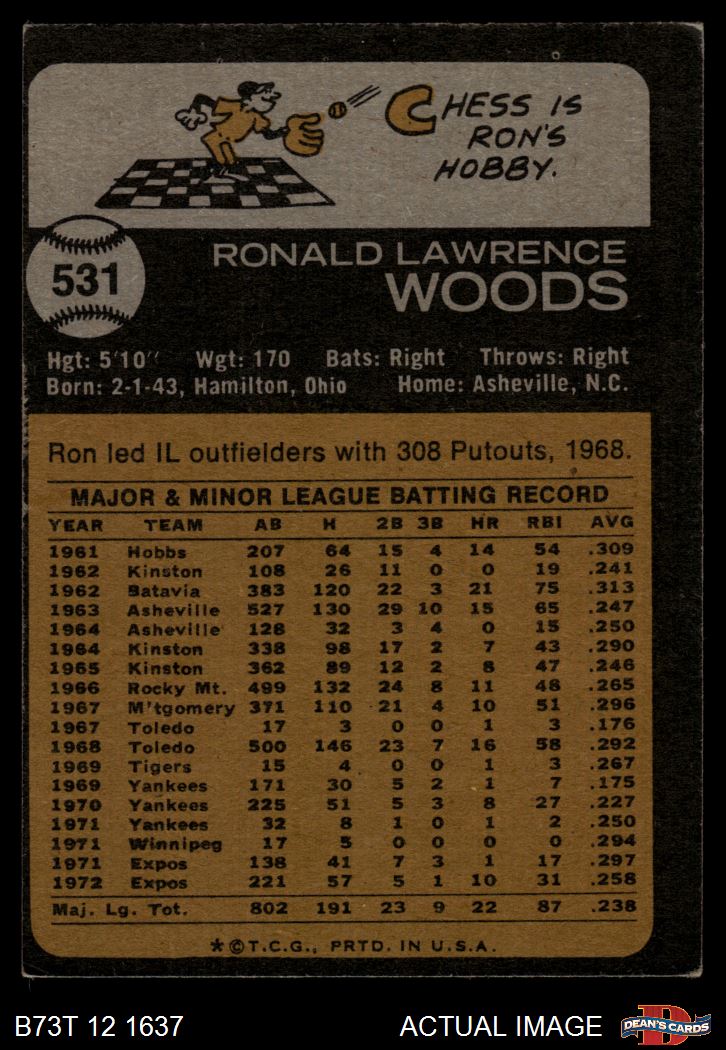 CHESS IS
RON'S
HOBBY.
531
RONALD LAWRENCE
WOODS
Hgt: 5'10" Wgt: 170 Bats: Right Throws: Right
Born: 2-1-43, Hamilton, Ohio Home: Asheville, N.C.
Ron led IL outfielders with 308 Putouts, 1968.
MAJOR & MINOR LEAGUE BATTING RECORD
YEAR TEAM AB H 2B 3B HR RBI AVG
1961 Hobbs 207 64 15 4 14 54 .309
1962 Kinston 108 26 11 0 0 19 .241
1962 Batavia 383 120 22 3 21 75 .313
1963 Asheville 527 130 29 10 15 65 .247
1964 Asheville 128 32 3 4 0 15 .250
1964 Kinston 338 98 17 2 7 43 .290
1965 Kinston 362 89 12 2 8 47 .246
1966 Rocky Mt. 499 132 24 8 11 48 .265
1967 M'tgomery 371 110 21 4 10 51 .296
1967 Toledo 17 3 0 0 1 3 .176
1968 Toledo 500 146 23 7 16 58 .292
1969 Tigers 15 4 0 0 1 3 .267
1969 Yankees 171 30 5 2 1 7 .175
1970 Yankees 225 51 5 3 8 27 .227
1971 Yankees 32 8 1 0 1 2 .250
1971 Winnipeg 17 5 0 0 0 0 .294
1971 Expos 138 41 7 3 1 17 .297
1972 Expos 221 57 5 1 10 31 .258
Maj. Lg. Tot. 802 191 23 9 22 87 .238
*©T.C.G., PRTD. IN U.S.A.
B73T 12 1637 ACTUAL IMAGE
D
DEAN'S CARDS